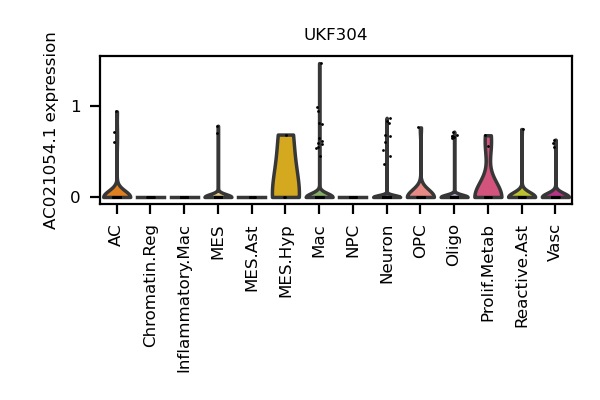 UKF304
AC021054.1 expression
1
0
AC
Chromatin.Reg
Inflammatory.Mac
MES
MES.Ast
MES.Hyp
Mac
NPC
Neuron
OPC
Oligo
Prolif.Metab
Reactive.Ast
Vasc